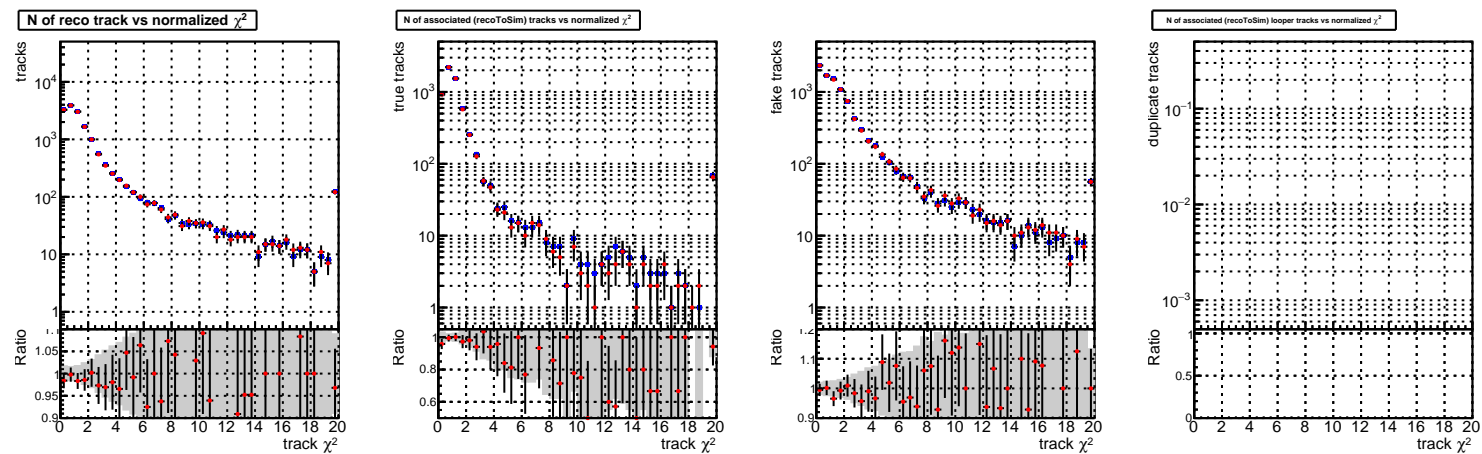 N of reco track vs normalized χ²
tracks
10⁴
10³
10²
10
1
Ratio
1.1
1.05
1.0
0.95
0.9
0 2 4 6 8 10 12 14 16 18 20
track χ²
N of associated (recoToSim) tracks vs normalized χ²
true tracks
10³
10²
10
1
Ratio
0.8
0.6
0 2 4 6 8 10 12 14 16 18 20
track χ²
fake tracks
10³
10²
10
1
Ratio
1.2
1.1
1.0
0.9
0 2 4 6 8 10 12 14 16 18 20
track χ²
N of associated (recoToSim) looper tracks vs normalized χ²
duplicate tracks
10⁻¹
10⁻²
10⁻³
Ratio
1
0.5
0
0 2 4 6 8 10 12 14 16 18 20
track χ²